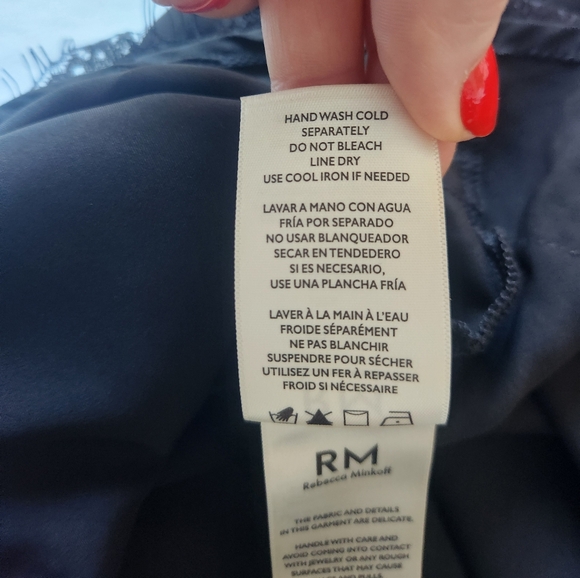 HAND WASH COLD
SEPARATELY
DO NOT BLEACH
LINE DRY
USE COOL IRON IF NEEDED
LAVAR A MANO CON AGUA
FRÍA POR SEPARADO
NO USAR BLANQUEADOR
SECAR EN TENDEDERO
SI ES NECESARIO,
USE UNA PLANCHA FRÍA
LAVER À LA MAIN À L'EAU
FROIDE SÉPARÉMENT
NE PAS BLANCHIR
SUSPENDRE POUR SÉCHER
UTILISEZ UN FER À REPASSER
FROID SI NÉCESSAIRE
RM
Rebecca Minkoff
THE FABRIC AND DETAILS
IN THIS GARMENT ARE DELICATE.
HANDLE WITH CARE AND
AVOID COMING INTO CONTACT
WITH JEWELRY OR ANY ROUGH
SURFACES THAT MAY CAUSE
AND PULLS